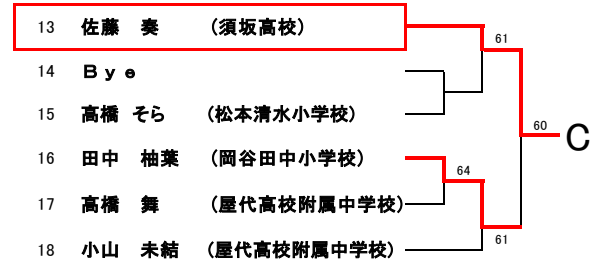 13 佐藤 奏 (須坂高校)
61
14 Ｂｙｅ
15 高橋 そら (松本清水小学校)
60
C
16 田中 柚葉 (岡谷田中小学校)
64
17 高橋 舞 (屋代高校附属中学校)
61
18 小山 未結 (屋代高校附属中学校)